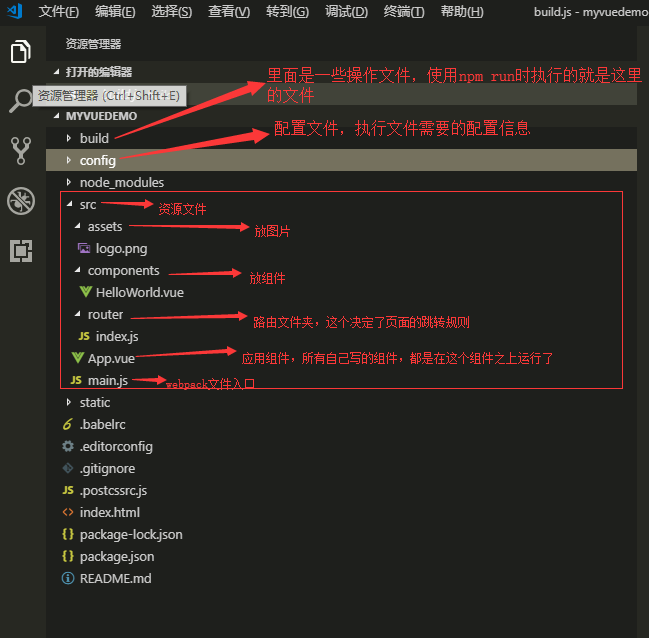 文件(F) 编辑(E) 选择(S) 查看(V) 转到(G) 调试(D) 终端(T) 帮助(H) build.js - myvuedemo
资源管理器
打开的编辑器
里面是一些操作文件，使用npm run时执行的就是这里
的文件
资源管理器 (Ctrl+Shift+E)
MYVUEDEMO
build
配置文件，执行文件需要的配置信息
config
node_modules
src
资源文件
assets
放图片
logo.png
components
放组件
HelloWorld.vue
router
路由文件夹，这个决定了页面的跳转规则
JS index.js
App.vue
应用组件，所有自己写的组件，都是在这个组件之上运行了
JS main.js
webpack文件入口
static
6 .babelrc
.editorconfig
.gitignore
JS .postcssrc.js
<> index.html
{} package-lock.json
{} package.json
README.md